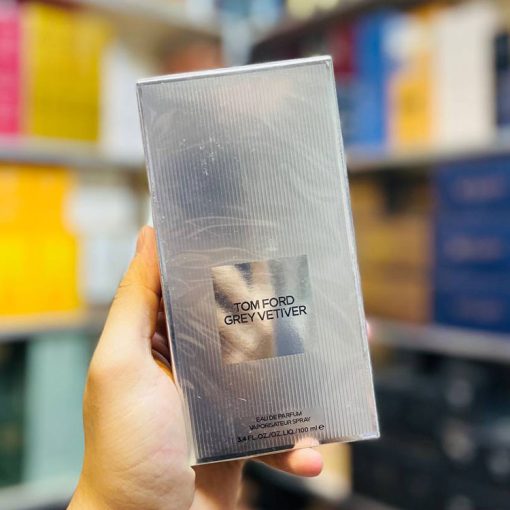 TOM FORD
GREY VETIVER
EAU DE PARFUM
VAPORISATEUR SPRAY
3.4 FL.OZ./OZ.LIQ./100 ml ℮